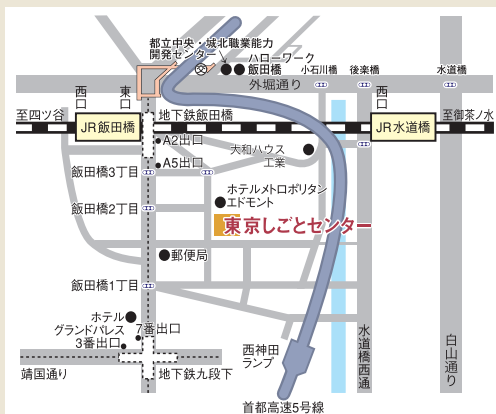 都立中央・城北職業能力
開発センター
ハローワーク
飯田橋
小石川橋
後楽橋
水道橋
外堀通り
西口
東口
西口
至四ツ谷
JR飯田橋
地下鉄飯田橋
JR水道橋
至御茶ノ水
A2出口
A5出口
大和ハウス
工業
飯田橋3丁目
ホテルメトロポリタン
エドモント
飯田橋2丁目
東京しごとセンター
郵便局
飯田橋1丁目
ホテル
グランドパレス
7番出口
3番出口
西神田
ランプ
水道橋西通り
白山通り
靖国通り
地下鉄九段下
首都高速5号線